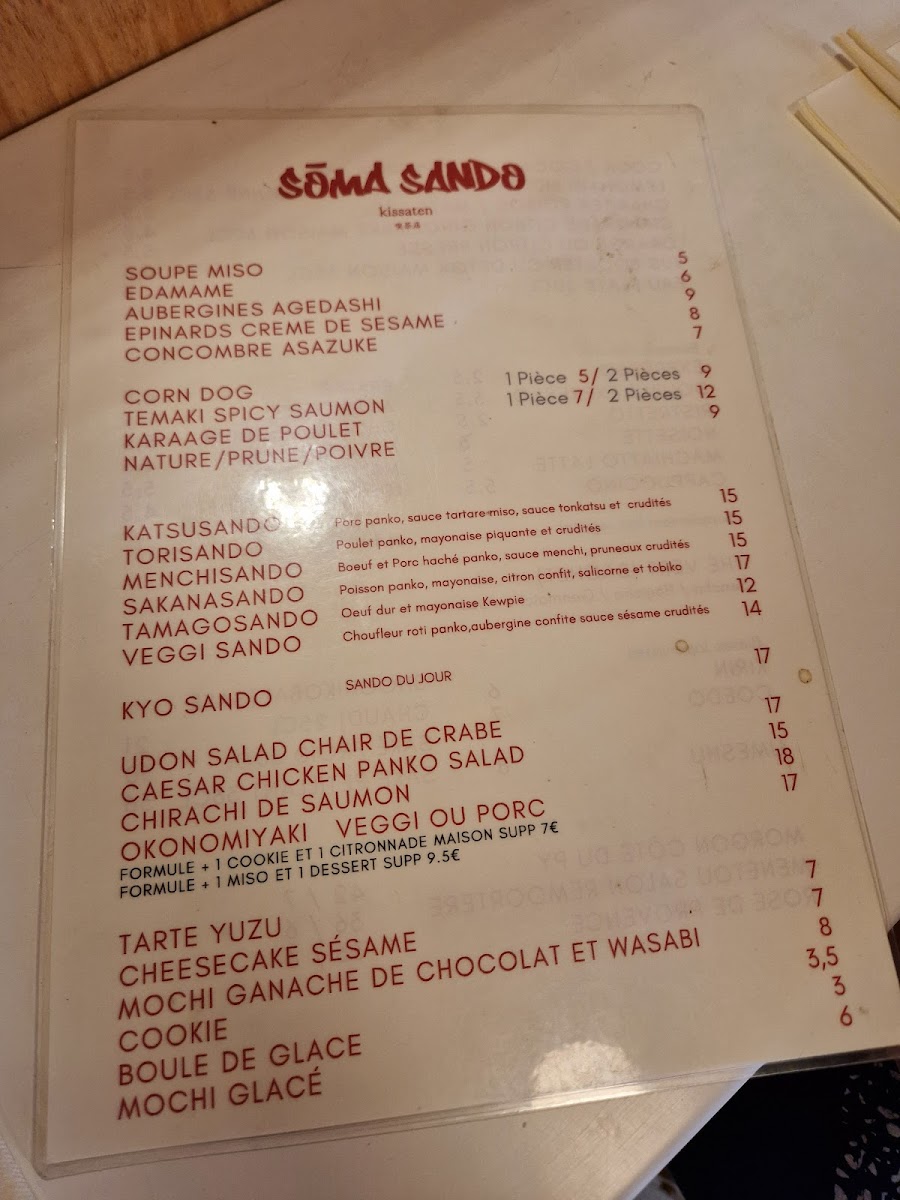 SŌMA SANDO
kissaten
SOUPE MISO 5
EDAMAME 6
AUBERGINES AGEDASHI 9
EPINARDS CREME DE SESAME 8
CONCOMBRE ASAZUKE 7
CORN DOG 1 Pièce 5/ 2 Pièces 9
TEMAKI SPICY SAUMON 1 Pièce 7/ 2 Pièces 12
KARAAGE DE POULET 9
NATURE/PRUNE/POIVRE
KATSUSANDO Porc panko, sauce tartare miso, sauce tonkatsu et crudités 15
TORISANDO Poulet panko, mayonaise piquante et crudités 15
MENCHISANDO Boeuf et Porc haché panko, sauce menchi, pruneaux crudités 15
SAKANASANDO Poisson panko, mayonaise, citron confit, salicorne et tobiko 17
TAMAGOSANDO Oeuf dur et mayonaise Kewpie 12
VEGGI SANDO Choufleur roti panko,aubergine confite sauce sésame crudités 14
KYO SANDO SANDO DU JOUR 17
UDON SALAD CHAIR DE CRABE 17
CAESAR CHICKEN PANKO SALAD 15
CHIRACHI DE SAUMON 18
OKONOMIYAKI VEGGI OU PORC 17
FORMULE + 1 COOKIE ET 1 CITRONNADE MAISON SUPP 7€
FORMULE + 1 MISO ET 1 DESSERT SUPP 9.5€
TARTE YUZU 7
CHEESECAKE SÉSAME 7
MOCHI GANACHE DE CHOCOLAT ET WASABI 8
COOKIE 3,5
BOULE DE GLACE 3
MOCHI GLACÉ 6